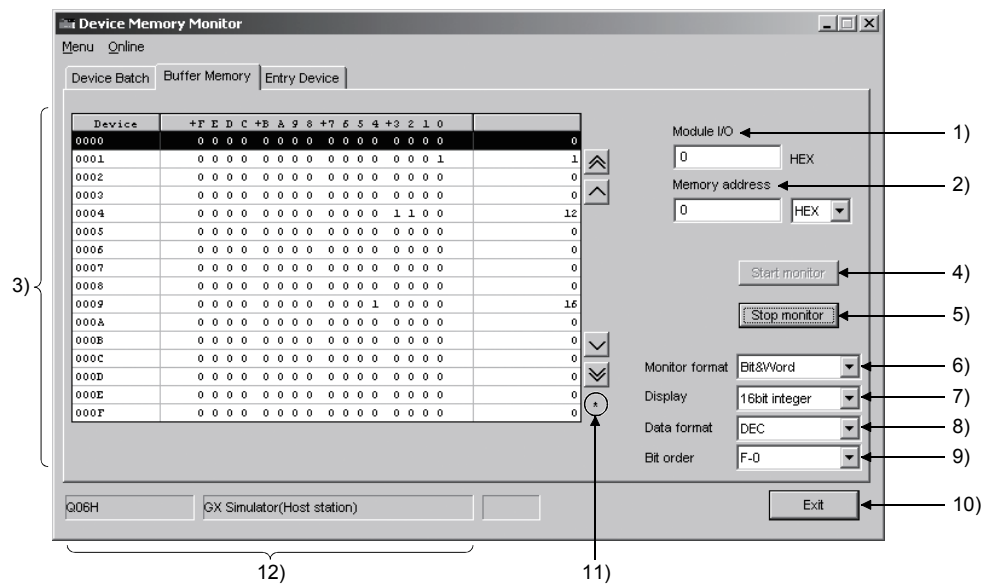 Device Memory Monitor
Menu Online
Device Batch Buffer Memory Entry Device
Device +F E D C +B A 9 8 +7 6 5 4 +3 2 1 0
0000 0 0 0 0 0 0 0 0 0 0 0 0 0 0 0 0 0
0001 0 0 0 0 0 0 0 0 0 0 0 0 0 0 0 1 1
0002 0 0 0 0 0 0 0 0 0 0 0 0 0 0 0 0 0
0003 0 0 0 0 0 0 0 0 0 0 0 0 0 0 0 0 0
0004 0 0 0 0 0 0 0 0 0 0 0 0 1 1 0 0 12
0005 0 0 0 0 0 0 0 0 0 0 0 0 0 0 0 0 0
0006 0 0 0 0 0 0 0 0 0 0 0 0 0 0 0 0 0
0007 0 0 0 0 0 0 0 0 0 0 0 0 0 0 0 0 0
0008 0 0 0 0 0 0 0 0 0 0 0 0 0 0 0 0 0
0009 0 0 0 0 0 0 0 0 0 0 0 1 0 0 0 0 16
000A 0 0 0 0 0 0 0 0 0 0 0 0 0 0 0 0 0
000B 0 0 0 0 0 0 0 0 0 0 0 0 0 0 0 0 0
000C 0 0 0 0 0 0 0 0 0 0 0 0 0 0 0 0 0
000D 0 0 0 0 0 0 0 0 0 0 0 0 0 0 0 0 0
000E 0 0 0 0 0 0 0 0 0 0 0 0 0 0 0 0 0
000F 0 0 0 0 0 0 0 0 0 0 0 0 0 0 0 0 0
*
Module I/O
0 HEX
Memory address
0 HEX
Start monitor
Stop monitor
Monitor format Bit&Word
Display 16bit integer
Data format DEC
Bit order F-0
Q06H GX Simulator(Host station)
Exit
1)
2)
3)
4)
5)
6)
7)
8)
9)
10)
11)
12)